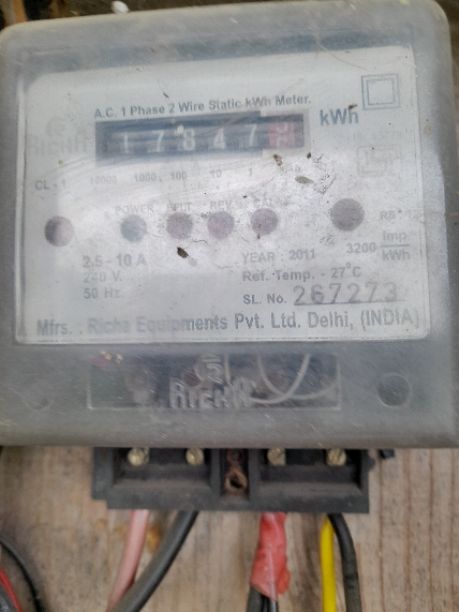 A.C. 1 Phase 2 Wire Static kWh Meter.
1 7 8 4 7
kWh
CL - 1
10000 1000 100 10 1
POWER REV CAL
2.5 - 10 A
240 V.
50 Hz.
YEAR : 2011
Ref. Temp. - 27°C
SL. No. 267273
3200 Imp. kWh
Mfrs. : Richa Equipments Pvt. Ltd. Delhi, (INDIA)
RICHA